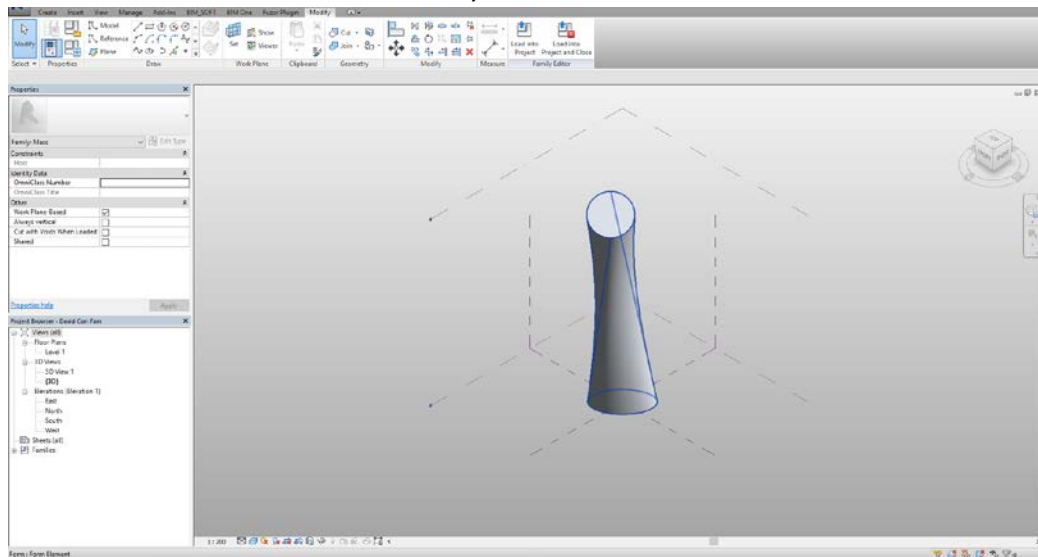 Create Insert View Manage Add-Ins BIM_SOFT BIM One Fuzor Plugin Modify
Modify
Model
Reference
Plane
Set
Show
Viewer
Paste
Cut
Join
Load into Project
Load into Project and Close
Select Properties Draw Work Plane Clipboard Geometry Modify Measure Family Editor
Properties
Family: Mass
Edit Type
Constraints
Host
Identity Data
OmniClass Number
OmniClass Title
Other
Work Plane-Based
Always vertical
Cut with Voids When Loaded
Shared
Properties help
Apply
Project Browser - David Con Fam
Views (all)
Floor Plans
Level 1
3D Views
3D View 1
{3D}
Elevations (Elevation 1)
East
North
South
West
Sheets (all)
Families
1 : 200
Form : Form Element